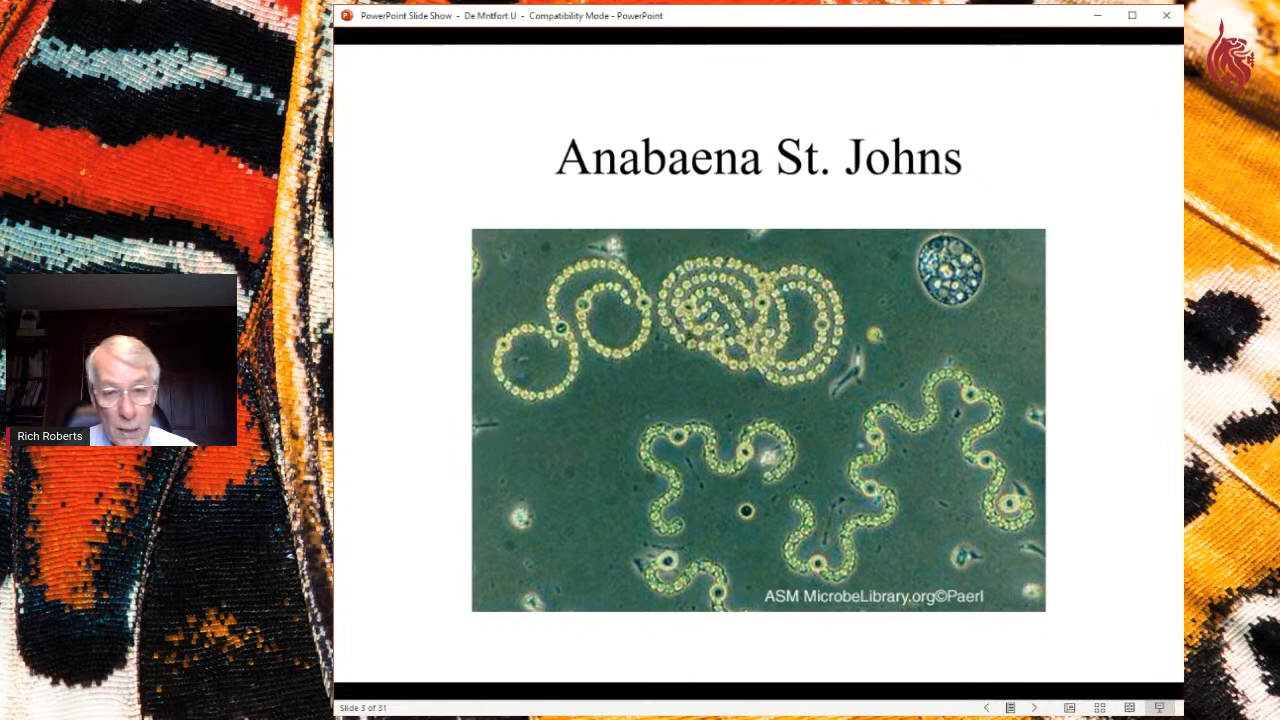 PowerPoint Slide Show - De Mntfort U - Compatibility Mode - PowerPoint
Anabaena St. Johns
ASM MicrobeLibrary.org©Paerl
Rich Roberts
Slide 3 of 31